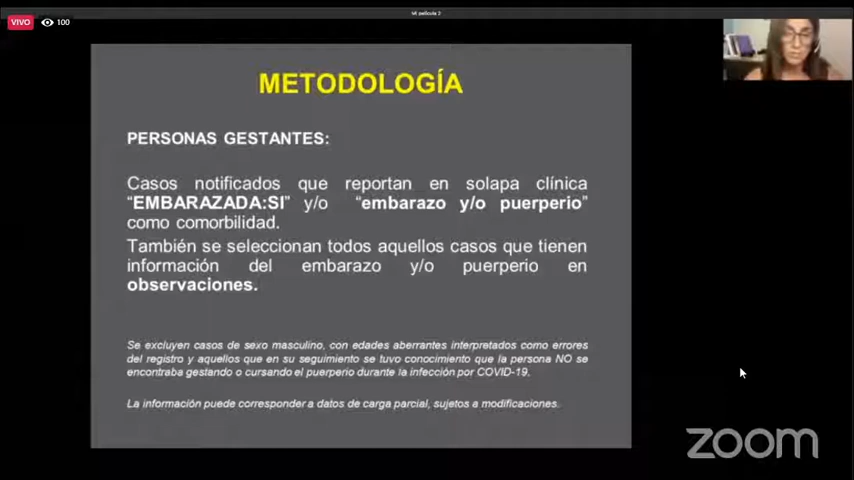 Mi película 2
VIVO 100
METODOLOGÍA
PERSONAS GESTANTES:
Casos notificados que reportan en solapa clínica
“EMBARAZADA:SI” y/o “embarazo y/o puerperio”
como comorbilidad.
También se seleccionan todos aquellos casos que tienen
información del embarazo y/o puerperio en
observaciones.
Se excluyen casos de sexo masculino, con edades aberrantes interpretados como errores
del registro y aquellos que en su seguimiento se tuvo conocimiento que la persona NO se
encontraba gestando o cursando el puerperio durante la infección por COVID-19.
La información puede corresponder a datos de carga parcial, sujetos a modificaciones.
zoom